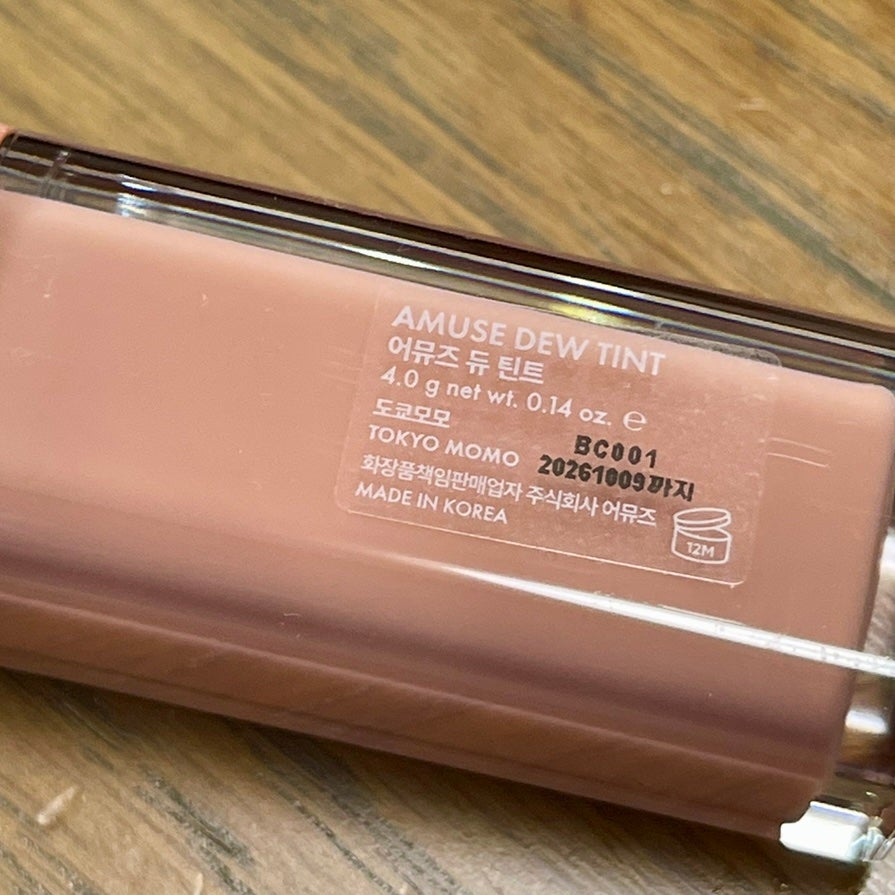 AMUSE DEW TINT
어뮤즈 듀 틴트
4.0 g net wt. 0.14 oz. ℮
도쿄모모
TOKYO MOMO
BC001
20261009까지
화장품책임판매업자 주식회사 어뮤즈
MADE IN KOREA
12M